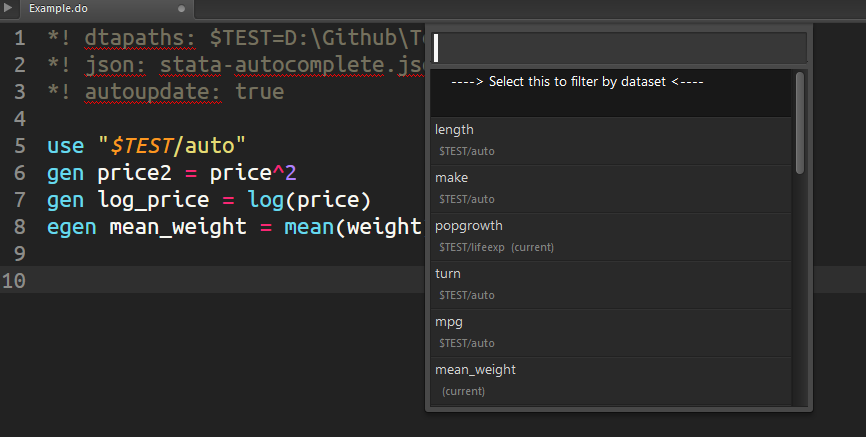 Example.do
1 *! dtapaths: $TEST=D:\Github\T
2 *! json: stata-autocomplete.js
3 *! autoupdate: true
4
5 use "$TEST/auto"
6 gen price2 = price^2
7 gen log_price = log(price)
8 egen mean_weight = mean(weight
9
10
----> Select this to filter by dataset <----
length
$TEST/auto
make
$TEST/auto
popgrowth
$TEST/lifeexp (current)
turn
$TEST/auto
mpg
$TEST/auto
mean_weight
(current)